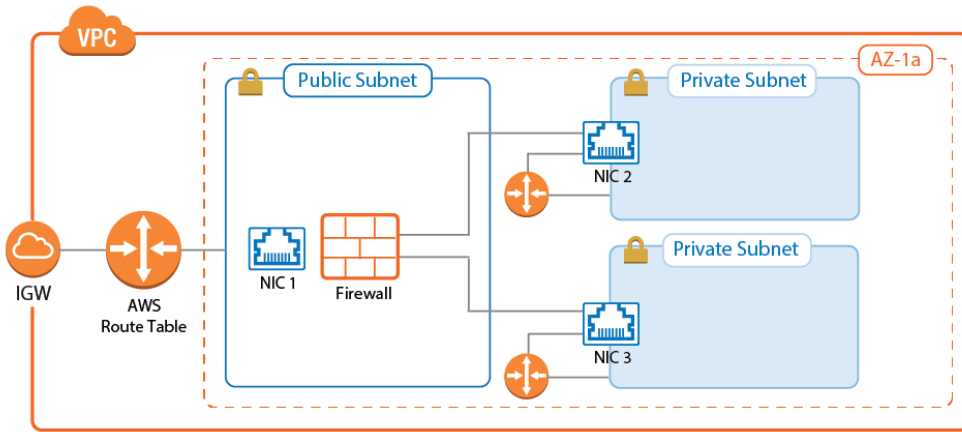 VPC
AZ-1a
Public Subnet
Private Subnet
NIC 2
Private Subnet
NIC 1
Firewall
IGW
AWS
Route Table
NIC 3